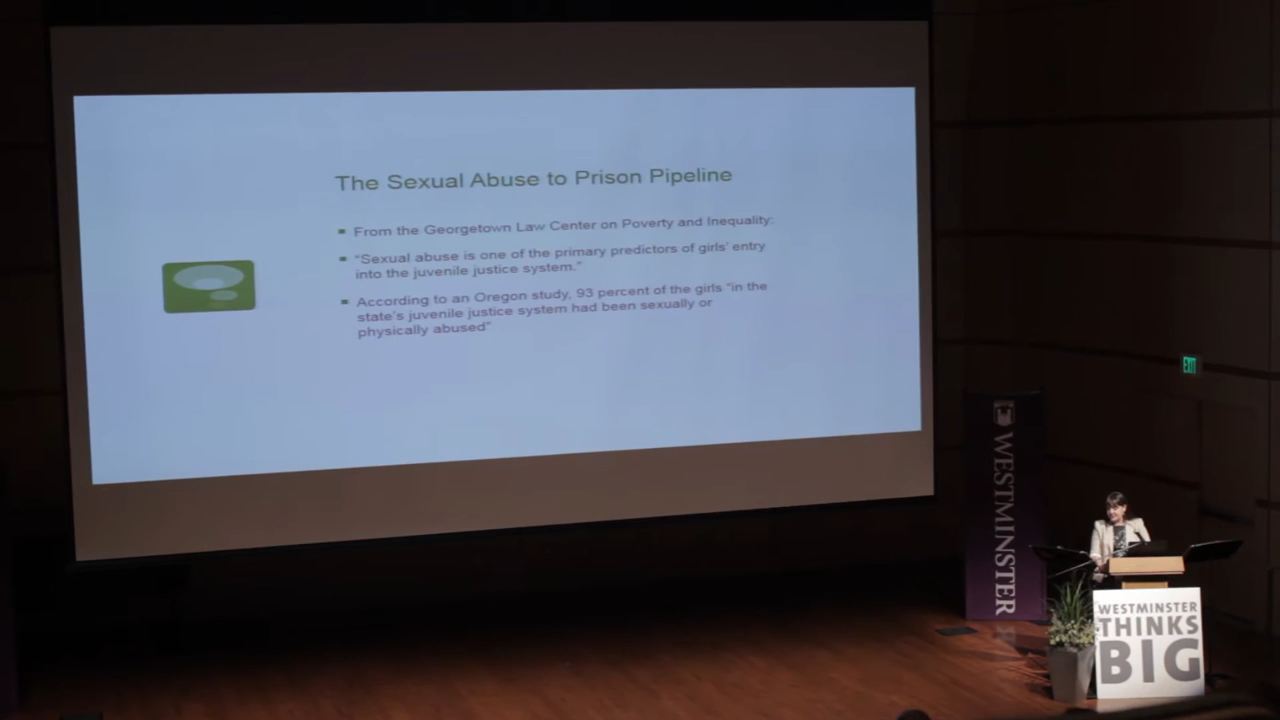 The Sexual Abuse to Prison Pipeline
From the Georgetown Law Center on Poverty and Inequality:
"Sexual abuse is one of the primary predictors of girls' entry
into the juvenile justice system."
According to an Oregon study, 93 percent of the girls "in the
state's juvenile justice system had been sexually or
physically abused"
EXIT
WESTMINSTER
WESTMINSTER
THINKS
BIG